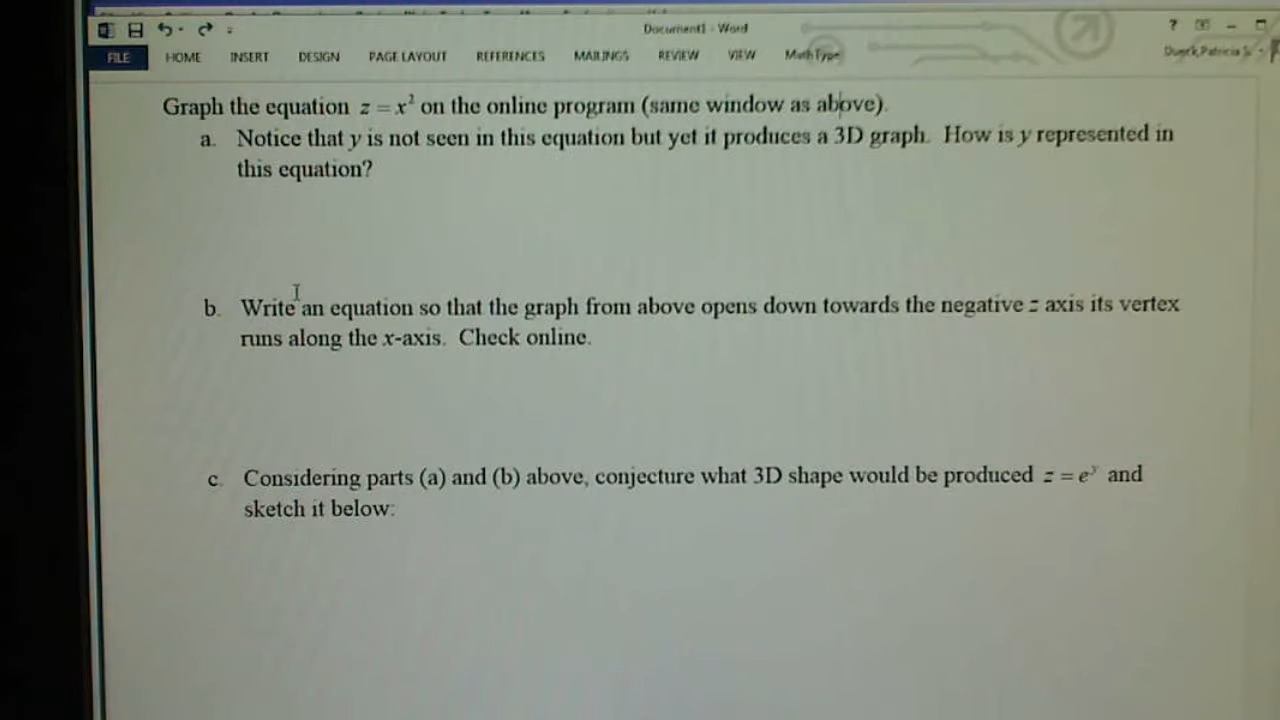 Document1 - Word
?
FILE HOME INSERT DESIGN PAGE LAYOUT REFERENCES MAILINGS REVIEW VIEW MathType
Graph the equation z = x² on the online program (same window as above).
a. Notice that y is not seen in this equation but yet it produces a 3D graph. How is y represented in
this equation?
b. Write an equation so that the graph from above opens down towards the negative z axis its vertex
runs along the x-axis. Check online.
c. Considering parts (a) and (b) above, conjecture what 3D shape would be produced z = eʸ and
sketch it below: